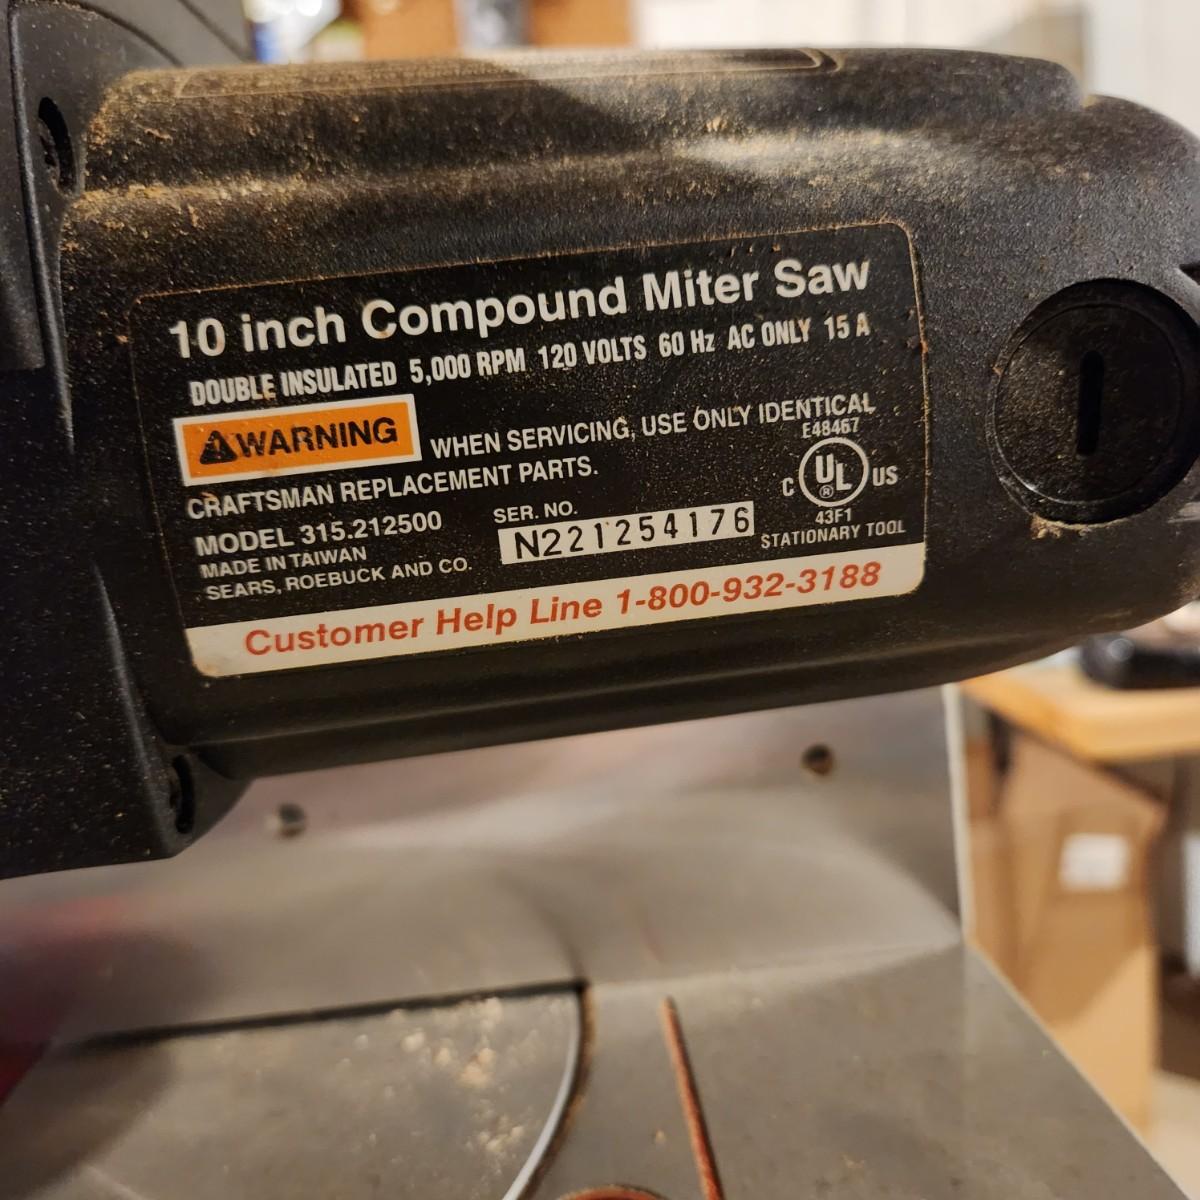 10 inch Compound Miter Saw
DOUBLE INSULATED 5,000 RPM 120 VOLTS 60 Hz AC ONLY 15 A
WARNING WHEN SERVICING, USE ONLY IDENTICAL
CRAFTSMAN REPLACEMENT PARTS.
E48467
C UL US
®
43F1
STATIONARY TOOL
MODEL 315.212500
MADE IN TAIWAN
SEARS, ROEBUCK AND CO.
SER. NO.
N221254176
Customer Help Line 1-800-932-3188